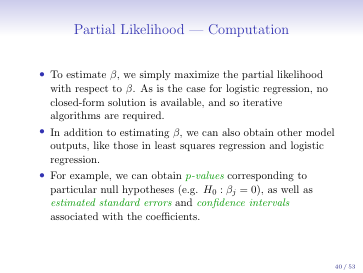 Partial Likelihood — Computation
• To estimate β, we simply maximize the partial likelihood
with respect to β. As is the case for logistic regression, no
closed-form solution is available, and so iterative
algorithms are required.
• In addition to estimating β, we can also obtain other model
outputs, like those in least squares regression and logistic
regression.
• For example, we can obtain p-values corresponding to
particular null hypotheses (e.g. H₀ : βⱼ = 0), as well as
estimated standard errors and confidence intervals
associated with the coefficients.
40 / 53